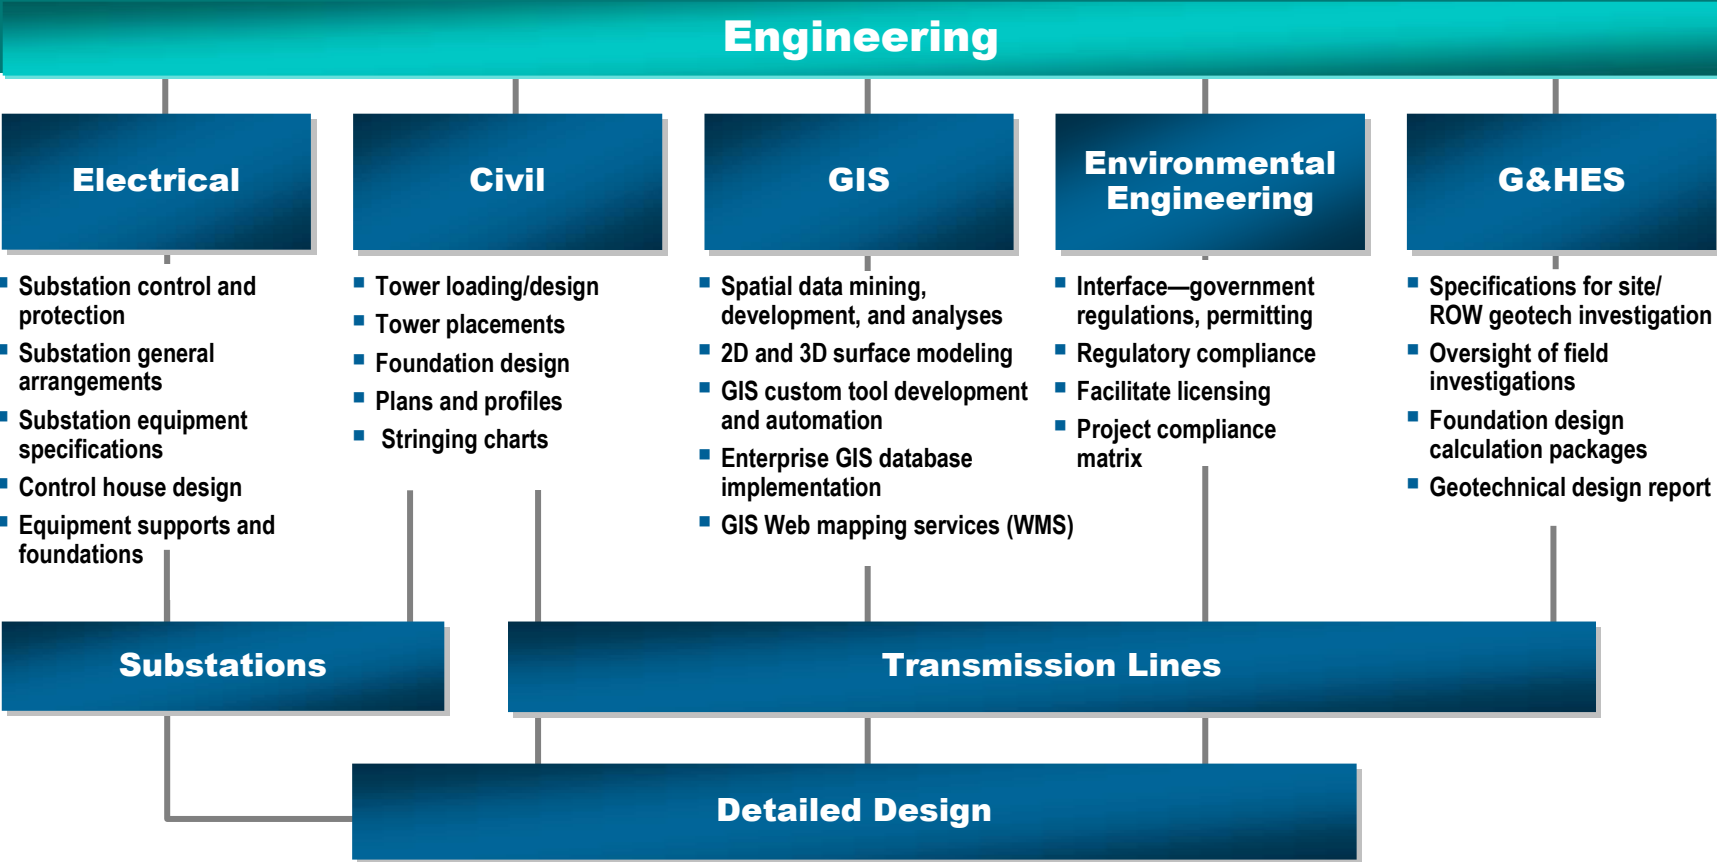 Engineering
Electrical
Civil
GIS
Environmental
Engineering
G&HES
Substation control and
protection
Substation general
arrangements
Substation equipment
specifications
Control house design
Equipment supports and
foundations
Tower loading/design
Tower placements
Foundation design
Plans and profiles
Stringing charts
Spatial data mining,
development, and analyses
2D and 3D surface modeling
GIS custom tool development
and automation
Enterprise GIS database
implementation
GIS Web mapping services (WMS)
Interface—government
regulations, permitting
Regulatory compliance
Facilitate licensing
Project compliance
matrix
Specifications for site/
ROW geotech investigation
Oversight of field
investigations
Foundation design
calculation packages
Geotechnical design report
Substations
Transmission Lines
Detailed Design